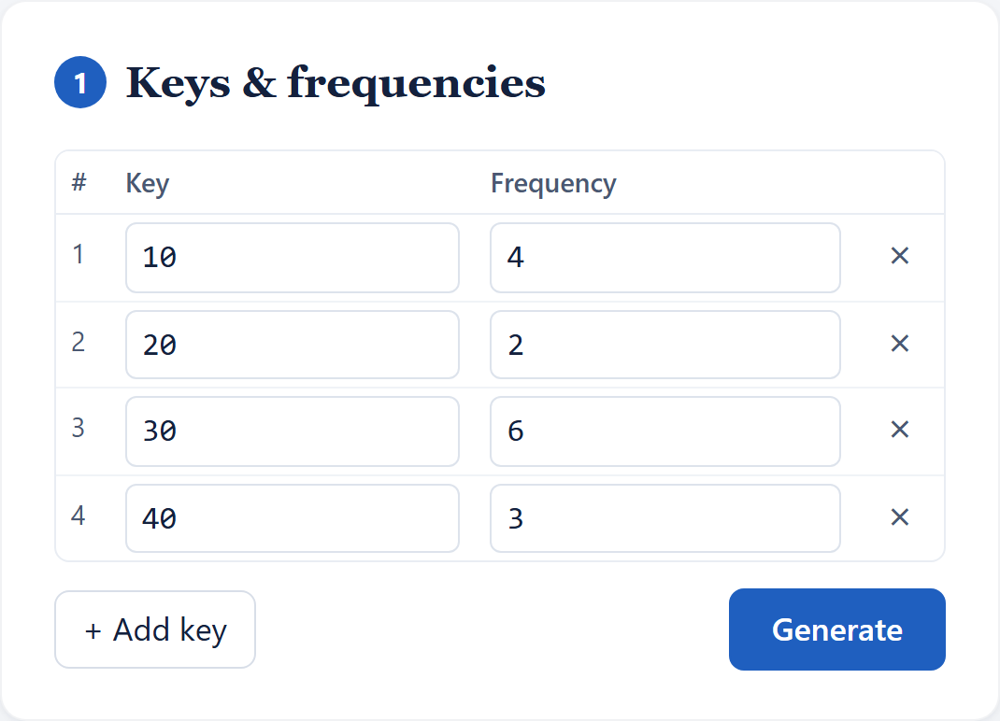 1 Keys & frequencies
# Key Frequency
1 10 4 ×
2 20 2 ×
3 30 6 ×
4 40 3 ×
+ Add key Generate